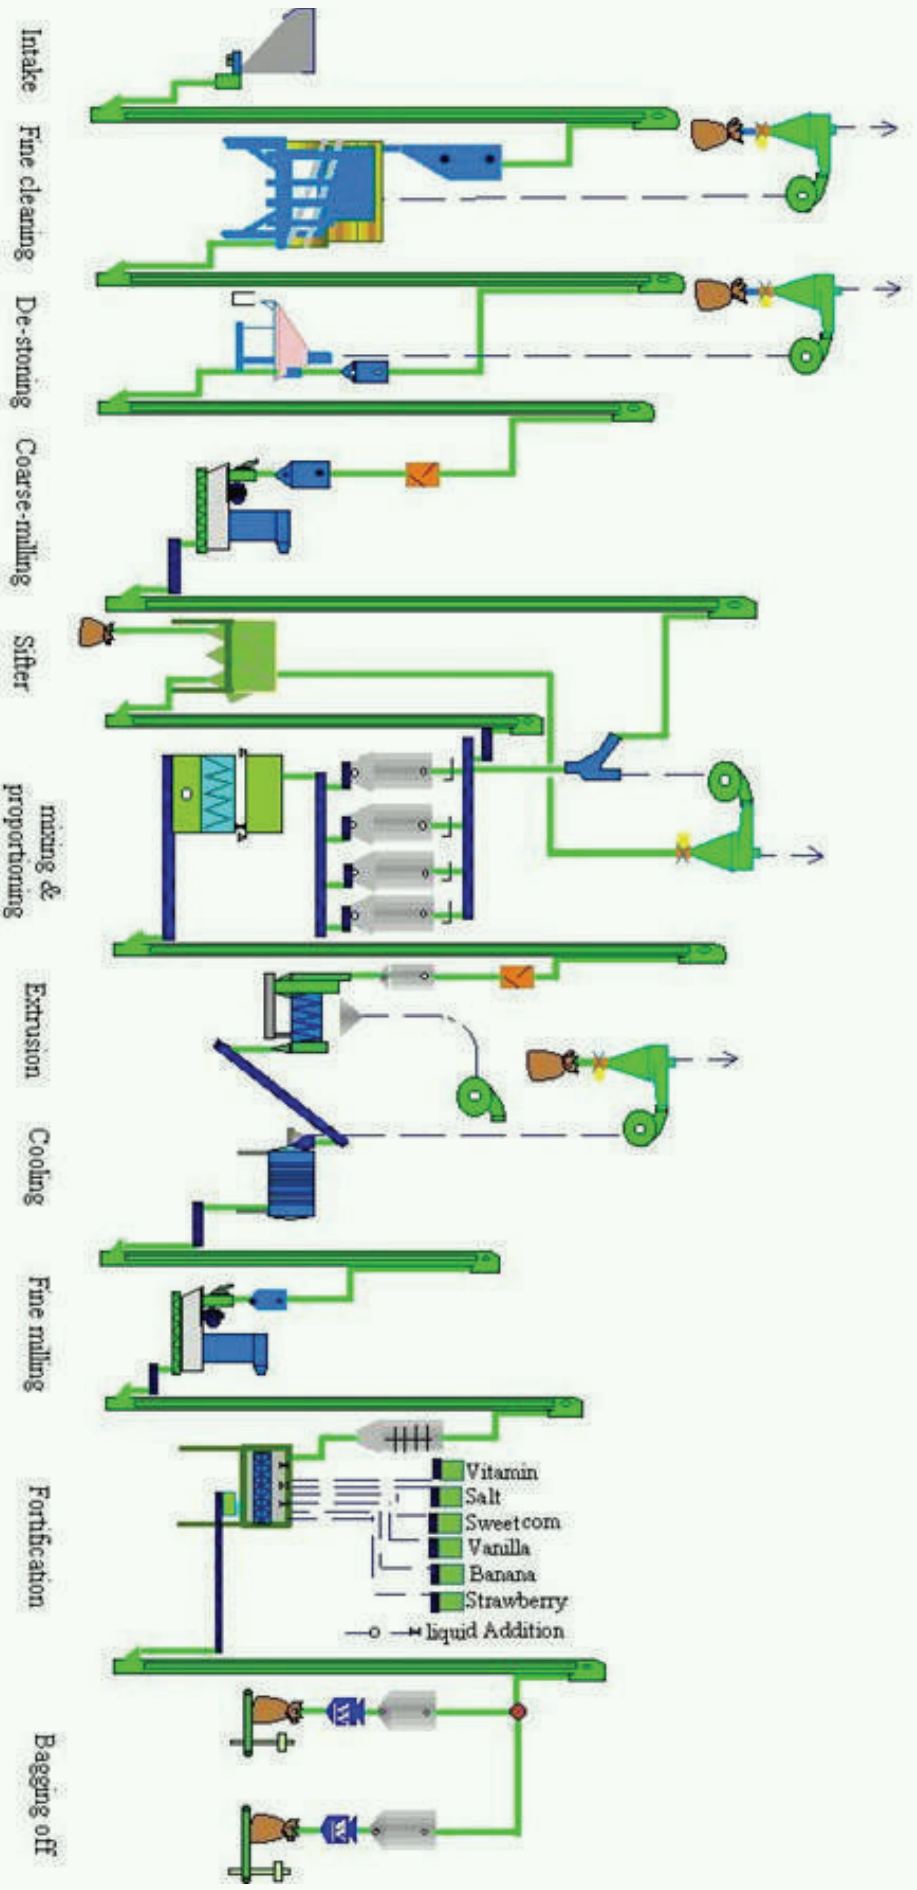 Intake
Fine cleaning
De-stoning
Coarse-milling
Sifter
mixing &
proportioning
Extrusion
Cooling
Fine milling
Fortification
Bagging off
Vitamin
Salt
Sweetcom
Vanilla
Banana
Strawberry
liquid Addition
W
W